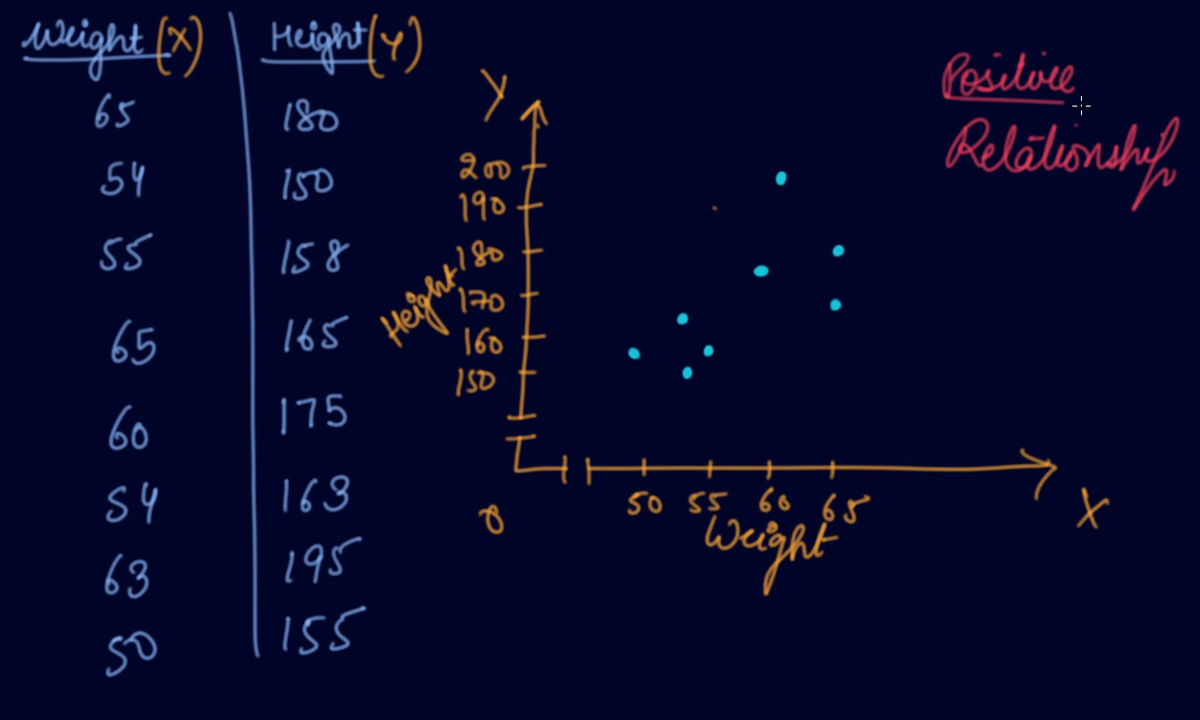 Weight (X) Height (Y)
65 180
54 150
55 158
65 165
60 175
54 163
63 195
50 155
Y
200
190
180
170
160
150
Height
0
50 55 60 65
Weight
X
Positive
Relationship